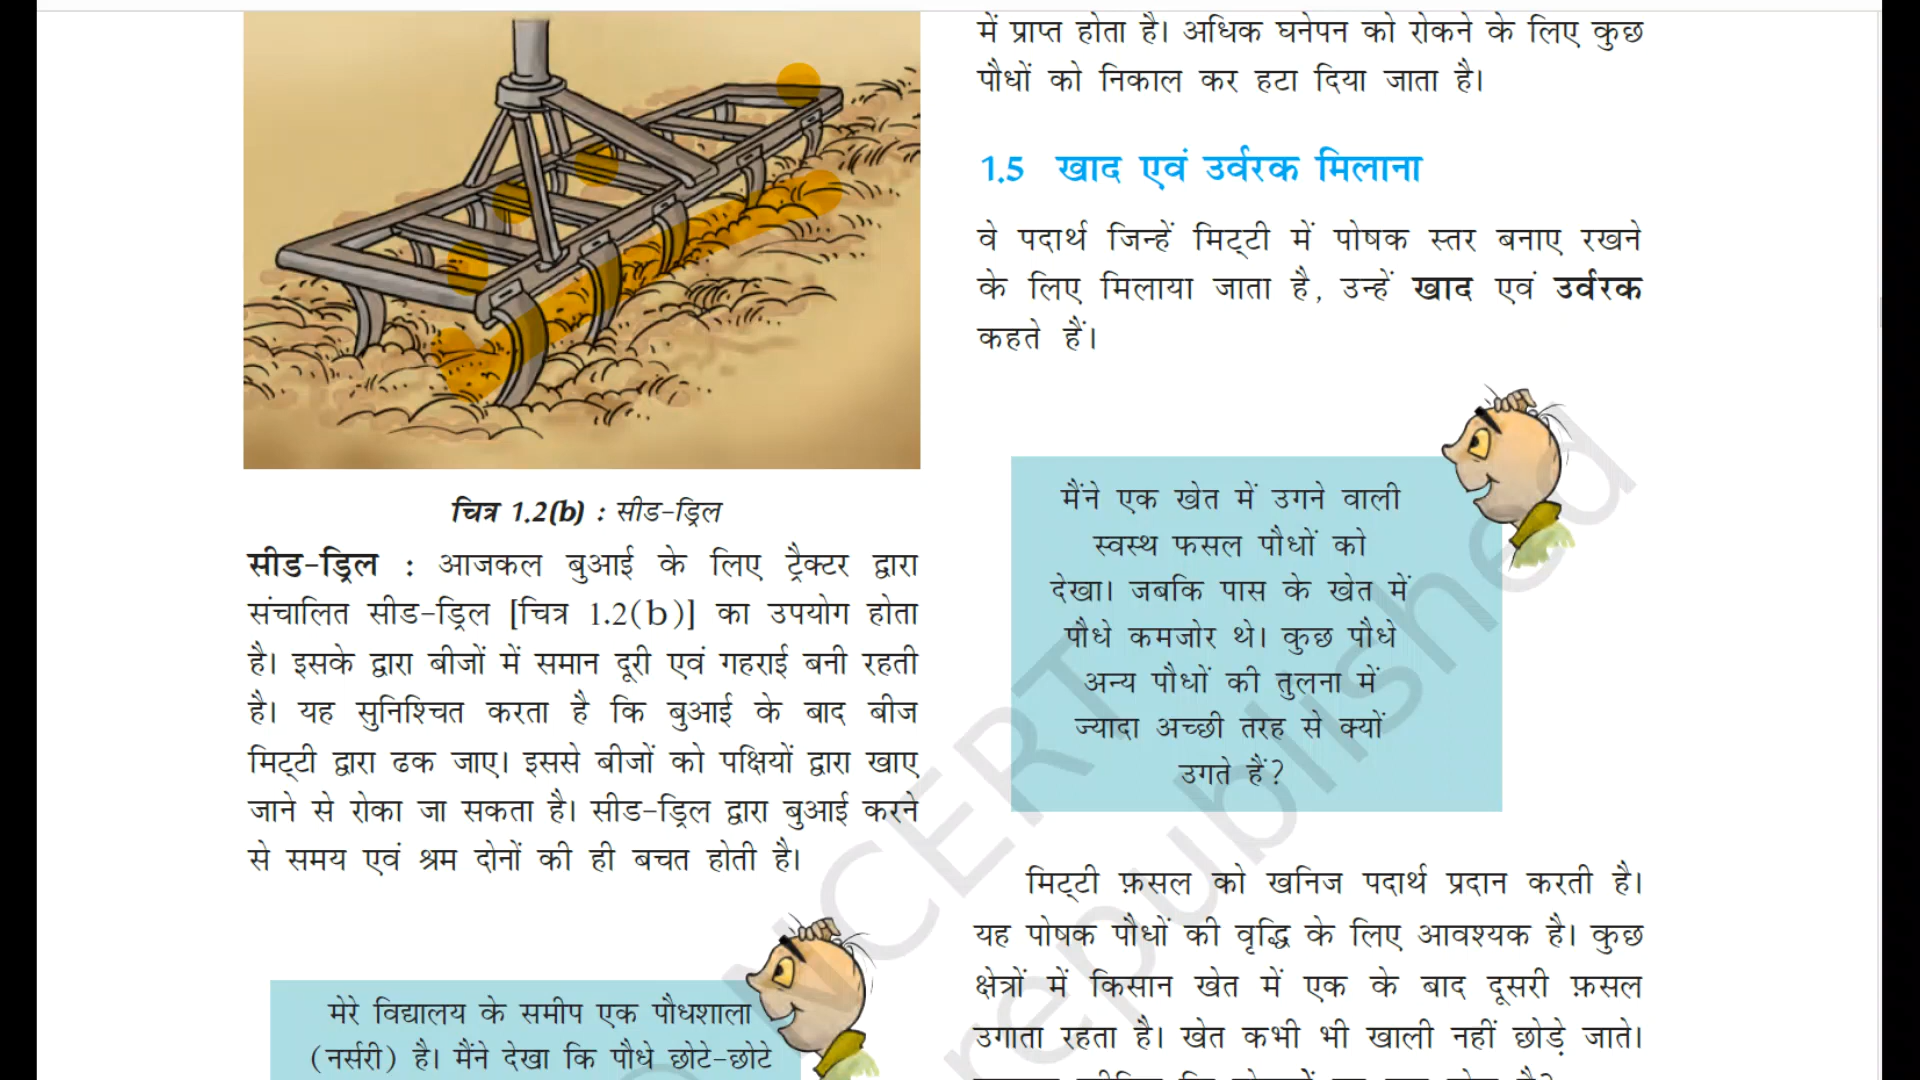 चित्र 1.2(b) : सीड-ड्रिल
सीड-ड्रिल : आजकल बुआई के लिए ट्रैक्टर द्वारा
संचालित सीड-ड्रिल [चित्र 1.2(b)] का उपयोग होता
है। इसके द्वारा बीजों में समान दूरी एवं गहराई बनी रहती
है। यह सुनिश्चित करता है कि बुआई के बाद बीज
मिट्टी द्वारा ढक जाए। इससे बीजों को पक्षियों द्वारा खाए
जाने से रोका जा सकता है। सीड-ड्रिल द्वारा बुआई करने
से समय एवं श्रम दोनों की ही बचत होती है।
मेरे विद्यालय के समीप एक पौधशाला
(नर्सरी) है। मैंने देखा कि पौधे छोटे-छोटे
में प्राप्त होता है। अधिक घनेपन को रोकने के लिए कुछ
पौधों को निकाल कर हटा दिया जाता है।
1.5 खाद एवं उर्वरक मिलाना
वे पदार्थ जिन्हें मिट्टी में पोषक स्तर बनाए रखने
के लिए मिलाया जाता है, उन्हें खाद एवं उर्वरक
कहते हैं।
मैंने एक खेत में उगने वाली
स्वस्थ फसल पौधों को
देखा। जबकि पास के खेत में
पौधे कमजोर थे। कुछ पौधे
अन्य पौधों की तुलना में
ज्यादा अच्छी तरह से क्यों
उगते हैं?
मिट्टी फ़सल को खनिज पदार्थ प्रदान करती है।
यह पोषक पौधों की वृद्धि के लिए आवश्यक है। कुछ
क्षेत्रों में किसान खेत में एक के बाद दूसरी फ़सल
उगाता रहता है। खेत कभी भी खाली नहीं छोड़े जाते।
NCERT
republished